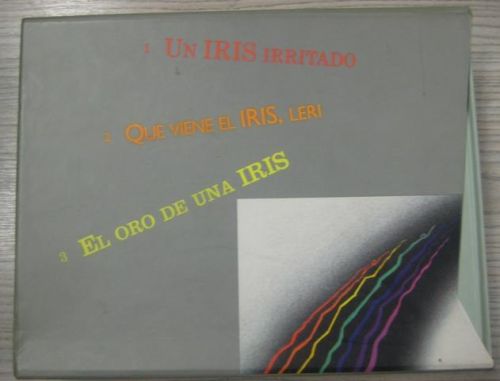 1 UN IRIS IRRITADO
2 QUE VIENE EL IRIS, LERI
3 EL ORO DE UNA IRIS